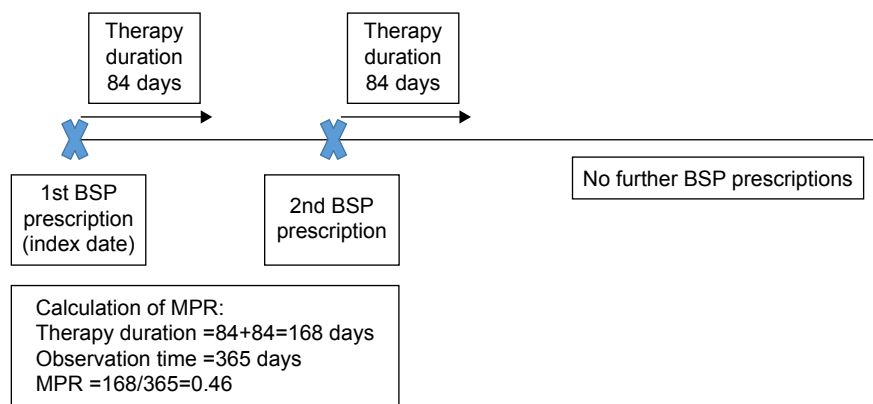 Therapy
duration
84 days
Therapy
duration
84 days
1st BSP
prescription
(index date)
2nd BSP
prescription
No further BSP prescriptions
Calculation of MPR:
Therapy duration =84+84=168 days
Observation time =365 days
MPR =168/365=0.46